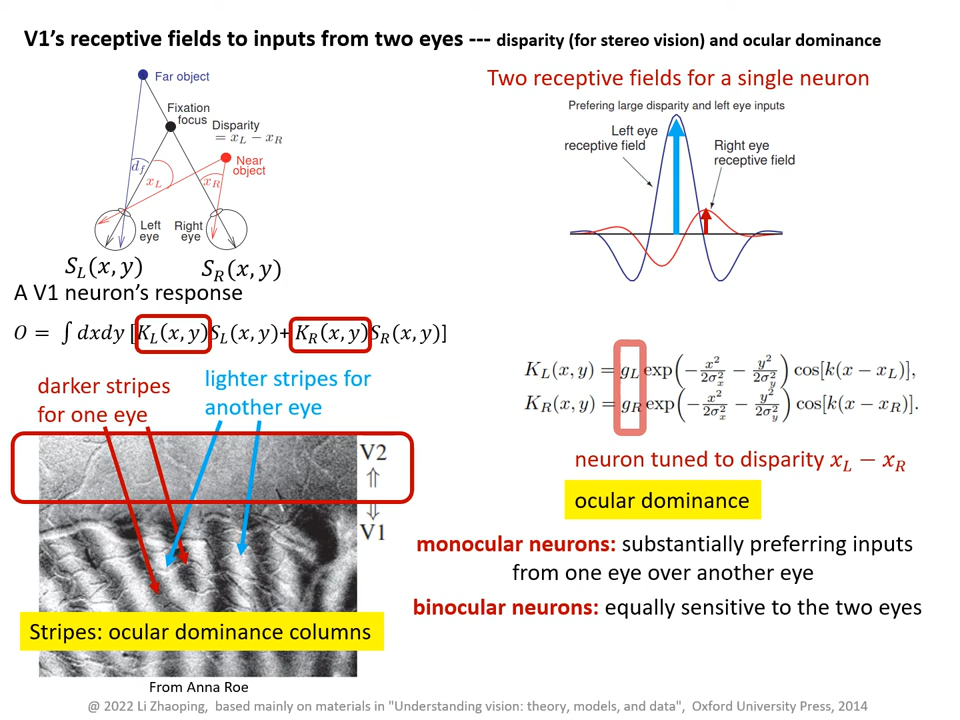 V1's receptive fields to inputs from two eyes --- disparity (for stereo vision) and ocular dominance
Far object
Fixation
focus
Disparity
= x_L − x_R
Near
object
d_f
x_L
x_R
Left
eye
Right
eye
S_L(x, y)
S_R(x, y)
A V1 neuron's response
O = ∫ dxdy [K_L(x, y)S_L(x, y)+ K_R(x, y)S_R(x, y)]
darker stripes
for one eye
lighter stripes for
another eye
V2
⇑
⇓
V1
Stripes: ocular dominance columns
From Anna Roe
Two receptive fields for a single neuron
Prefering large disparity and left eye inputs
Left eye
receptive field
Right eye
receptive field
K_L(x, y) = g_L exp(−x²/2σ_x² − y²/2σ_y²) cos[k(x − x_L)],
K_R(x, y) = g_R exp(−x²/2σ_x² − y²/2σ_y²) cos[k(x − x_R)].
neuron tuned to disparity x_L − x_R
ocular dominance
monocular neurons: substantially preferring inputs
from one eye over another eye
binocular neurons: equally sensitive to the two eyes
@ 2022 Li Zhaoping, based mainly on materials in "Understanding vision: theory, models, and data", Oxford University Press, 2014